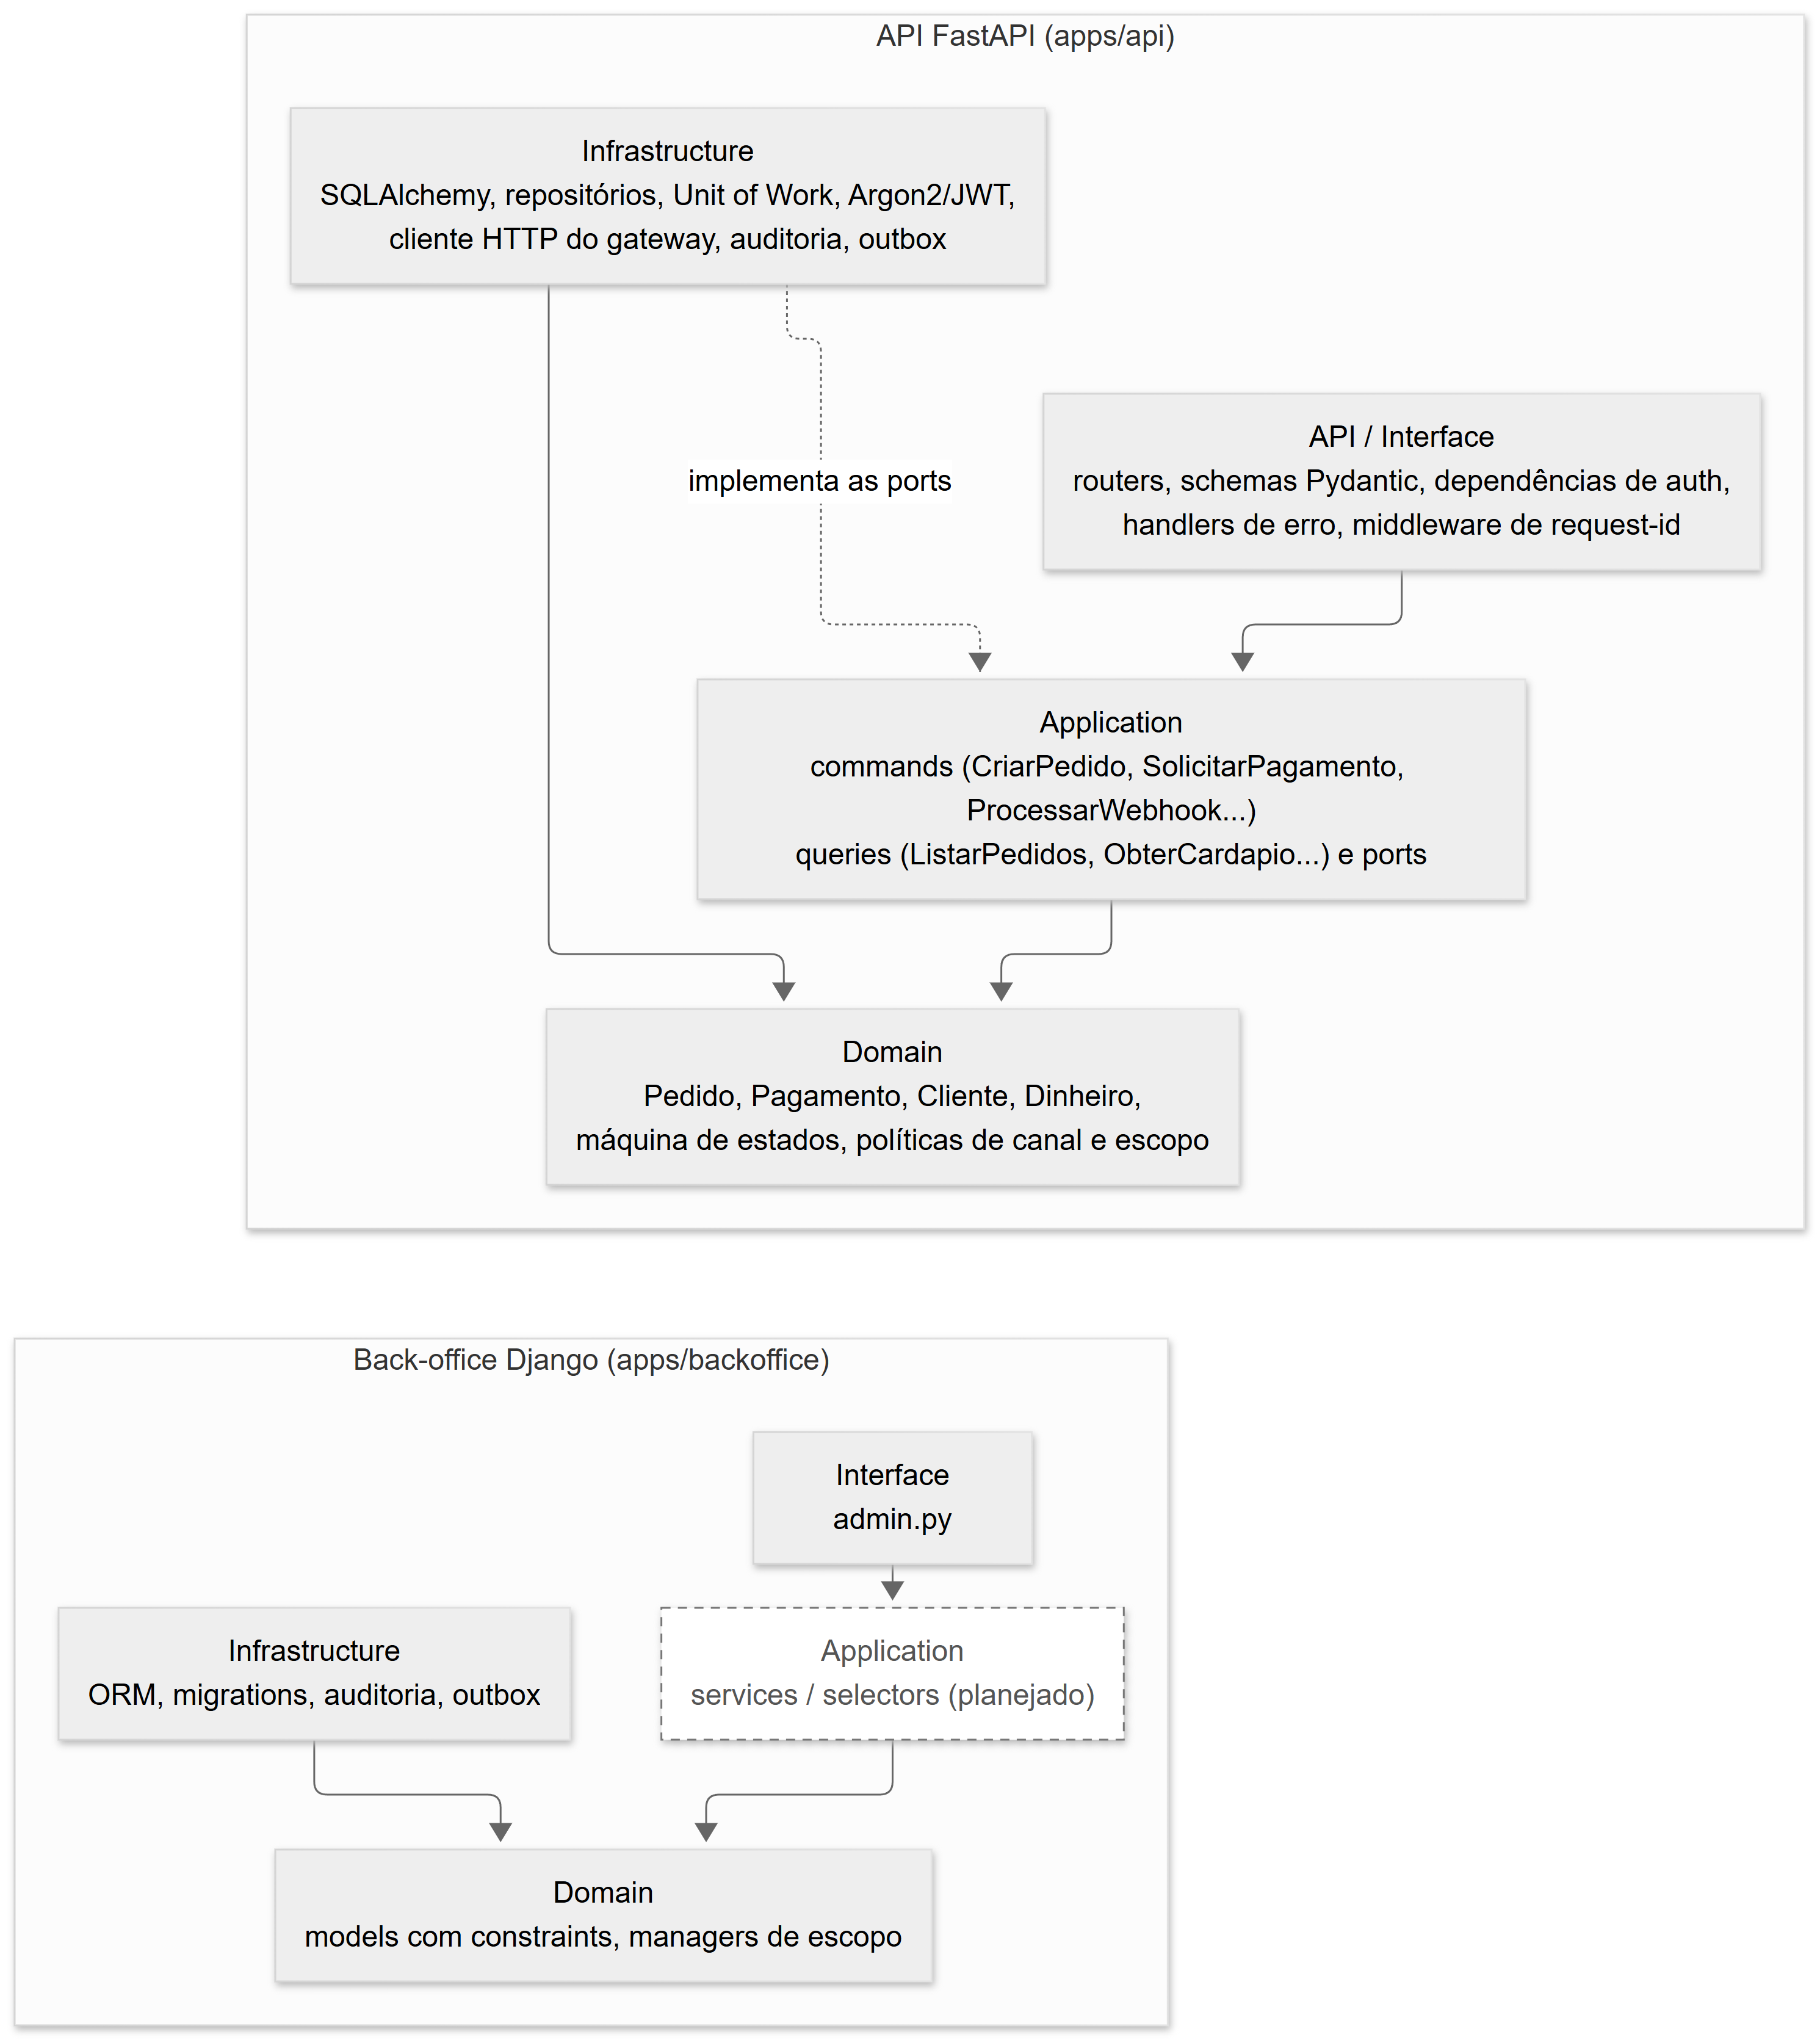 API FastAPI (apps/api)
Infrastructure
SQLAlchemy, repositórios, Unit of Work, Argon2/JWT,
cliente HTTP do gateway, auditoria, outbox
API / Interface
routers, schemas Pydantic, dependências de auth,
handlers de erro, middleware de request-id
implementa as ports
Application
commands (CriarPedido, SolicitarPagamento,
ProcessarWebhook...)
queries (ListarPedidos, ObterCardapio...) e ports
Domain
Pedido, Pagamento, Cliente, Dinheiro,
máquina de estados, políticas de canal e escopo
Back-office Django (apps/backoffice)
Interface
admin.py
Infrastructure
ORM, migrations, auditoria, outbox
Application
services / selectors (planejado)
Domain
models com constraints, managers de escopo